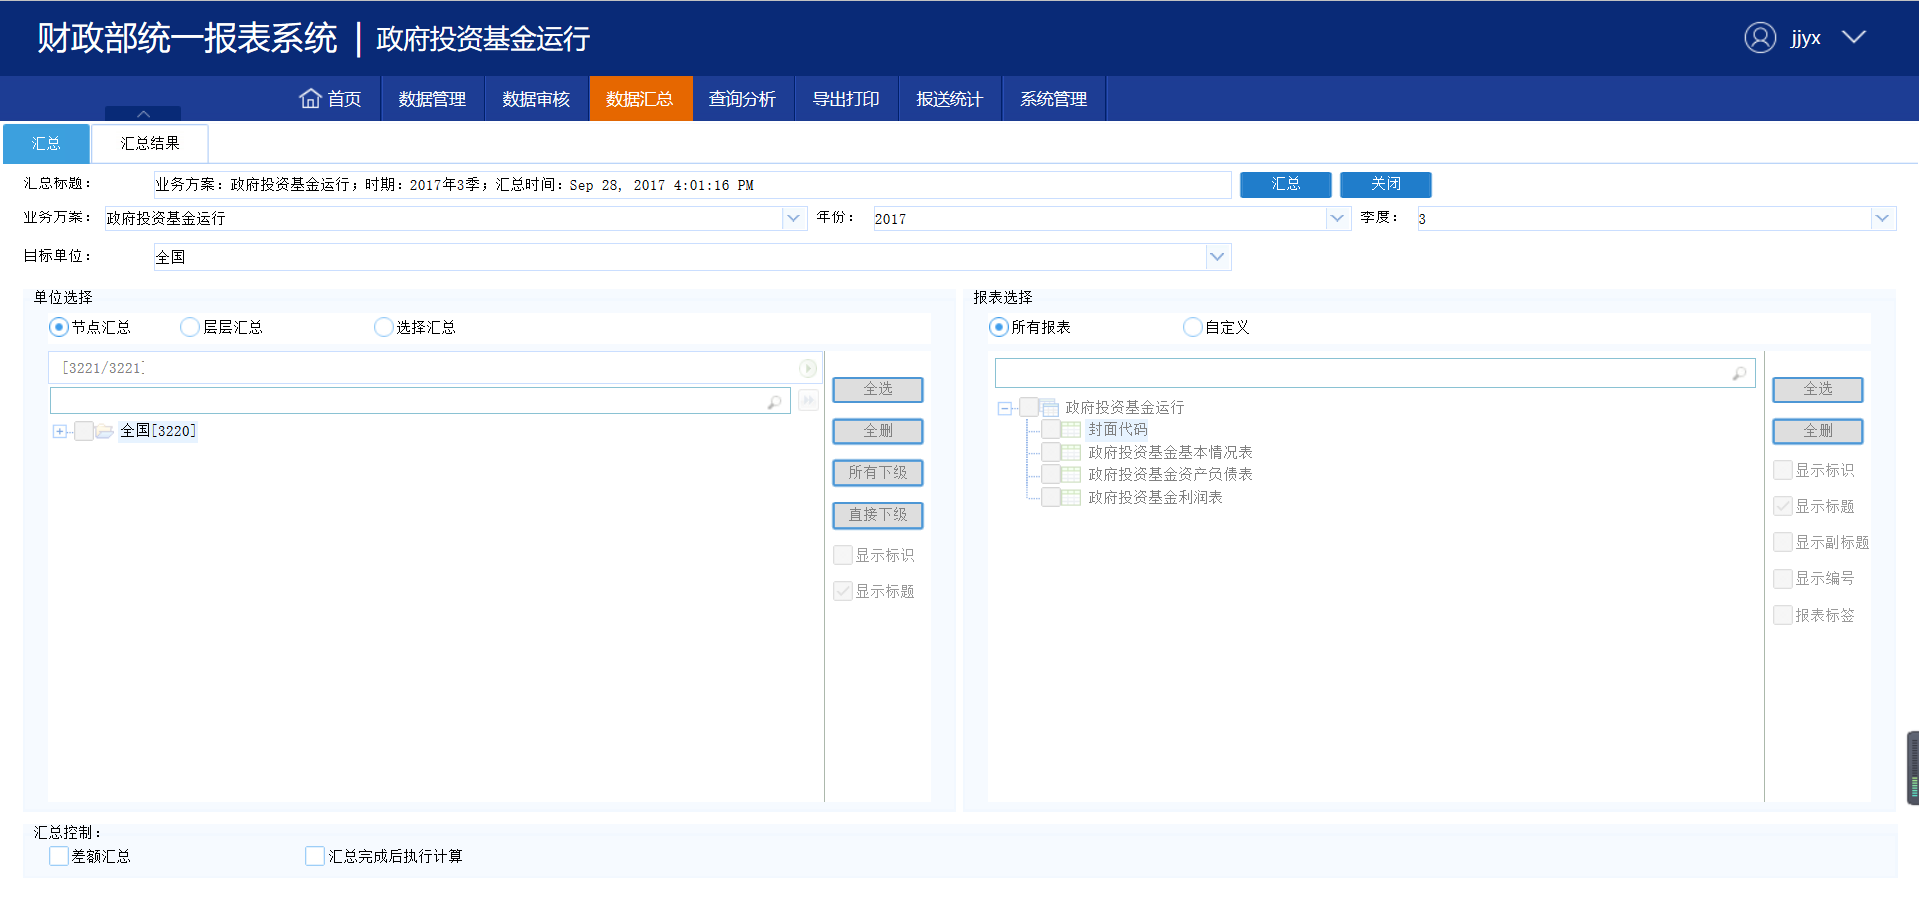 财政部统一报表系统 | 政府投资基金运行
jjyx
首页 数据管理 数据审核 数据汇总 查询分析 导出打印 报送统计 系统管理
汇总 汇总结果
汇总标题： 业务方案：政府投资基金运行；时期：2017年3季；汇总时间：Sep 28, 2017 4:01:16 PM 汇总 关闭
业务方案： 政府投资基金运行 年份： 2017 季度： 3
目标单位： 全国
单位选择
节点汇总 层层汇总 选择汇总
[3221/3221]
全国[3220]
全选
全删
所有下级
直接下级
显示标识
显示标题
报表选择
所有报表 自定义
政府投资基金运行
封面代码
政府投资基金基本情况表
政府投资基金资产负债表
政府投资基金利润表
全选
全删
显示标识
显示标题
显示副标题
显示编号
报表标签
汇总控制：
差额汇总 汇总完成后执行计算